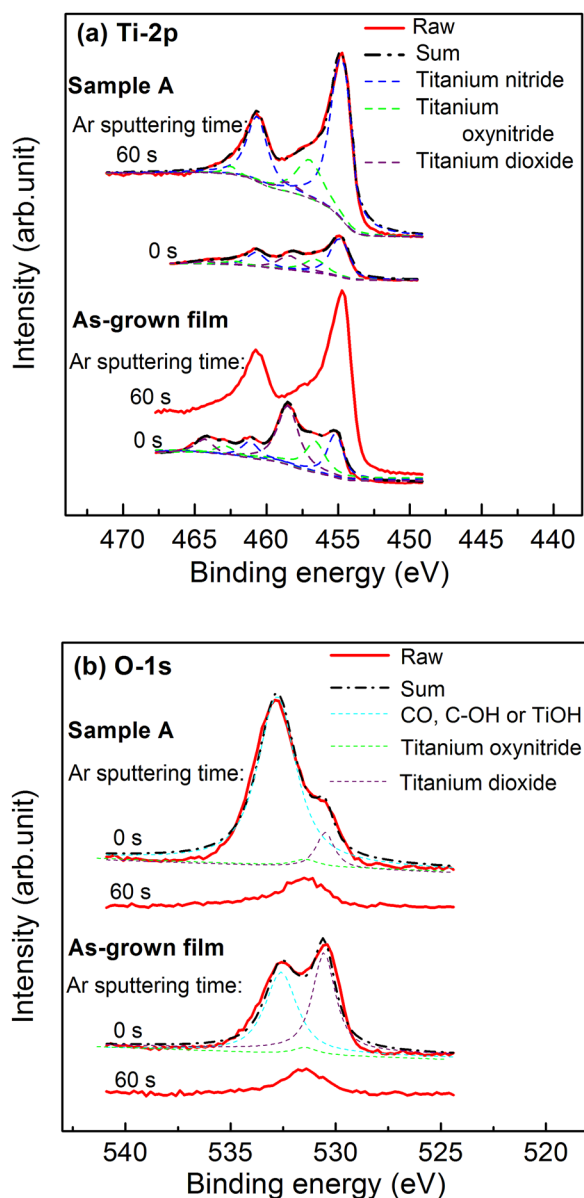 (a) Ti-2p
Raw
Sum
Sample A
Titanium nitride
Titanium
oxynitride
Ar sputtering time:
60 s
Titanium dioxide
0 s
As-grown film
Ar sputtering time:
60 s
0 s
Intensity (arb.unit)
470 465 460 455 450 445 440
Binding energy (eV)
(b) O-1s
Raw
Sum
Sample A
CO, C-OH or TiOH
Titanium oxynitride
Ar sputtering time:
Titanium dioxide
0 s
60 s
As-grown film
Ar sputtering time:
0 s
60 s
Intensity (arb.unit)
540 535 530 525 520
Binding energy (eV)